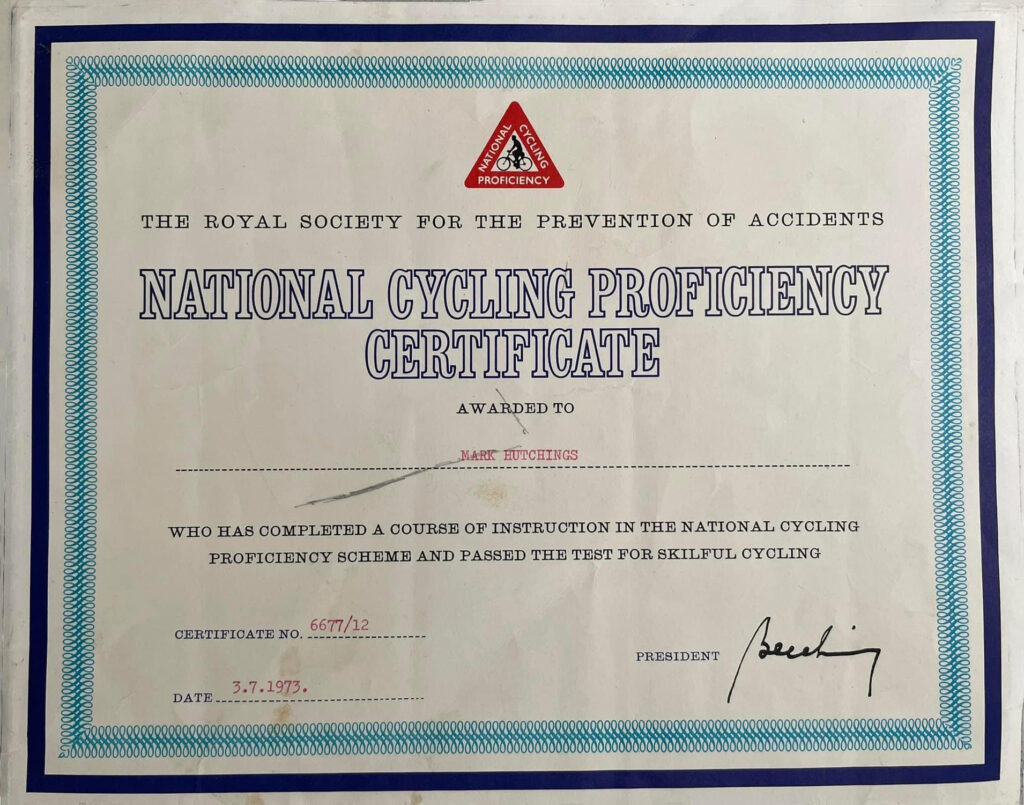 NATIONAL CYCLING
PROFICIENCY
THE ROYAL SOCIETY FOR THE PREVENTION OF ACCIDENTS
NATIONAL CYCLING PROFICIENCY
CERTIFICATE
AWARDED TO
MARK HUTCHINGS
WHO HAS COMPLETED A COURSE OF INSTRUCTION IN THE NATIONAL CYCLING
PROFICIENCY SCHEME AND PASSED THE TEST FOR SKILFUL CYCLING
CERTIFICATE NO. 6677/12
PRESIDENT Beeching
DATE 3.7.1973.